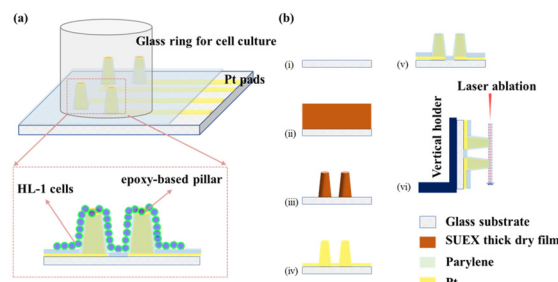 (a)
Glass ring for cell culture
Pt pads
HL-1 cells
epoxy-based pillar
(b)
(i)
(ii)
(iii)
(iv)
(v)
Laser ablation
Vertical holder
(vi)
Glass substrate
SUEX thick dry film
Parylene
Pt